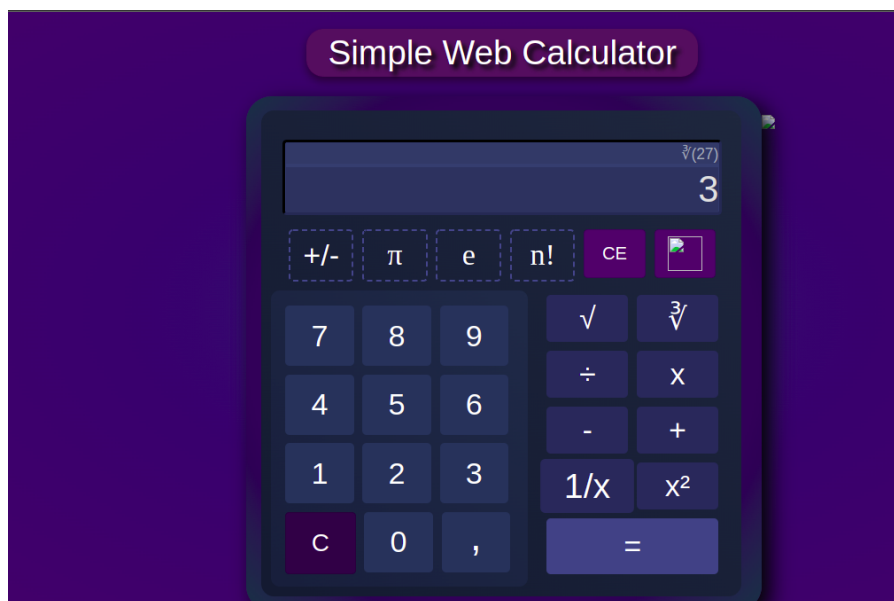 Simple Web Calculator
∛(27)
3
+/- π e n! CE
7 8 9 √ ∛
4 5 6 ÷ x
1 2 3 - +
1/x x²
C 0 , =